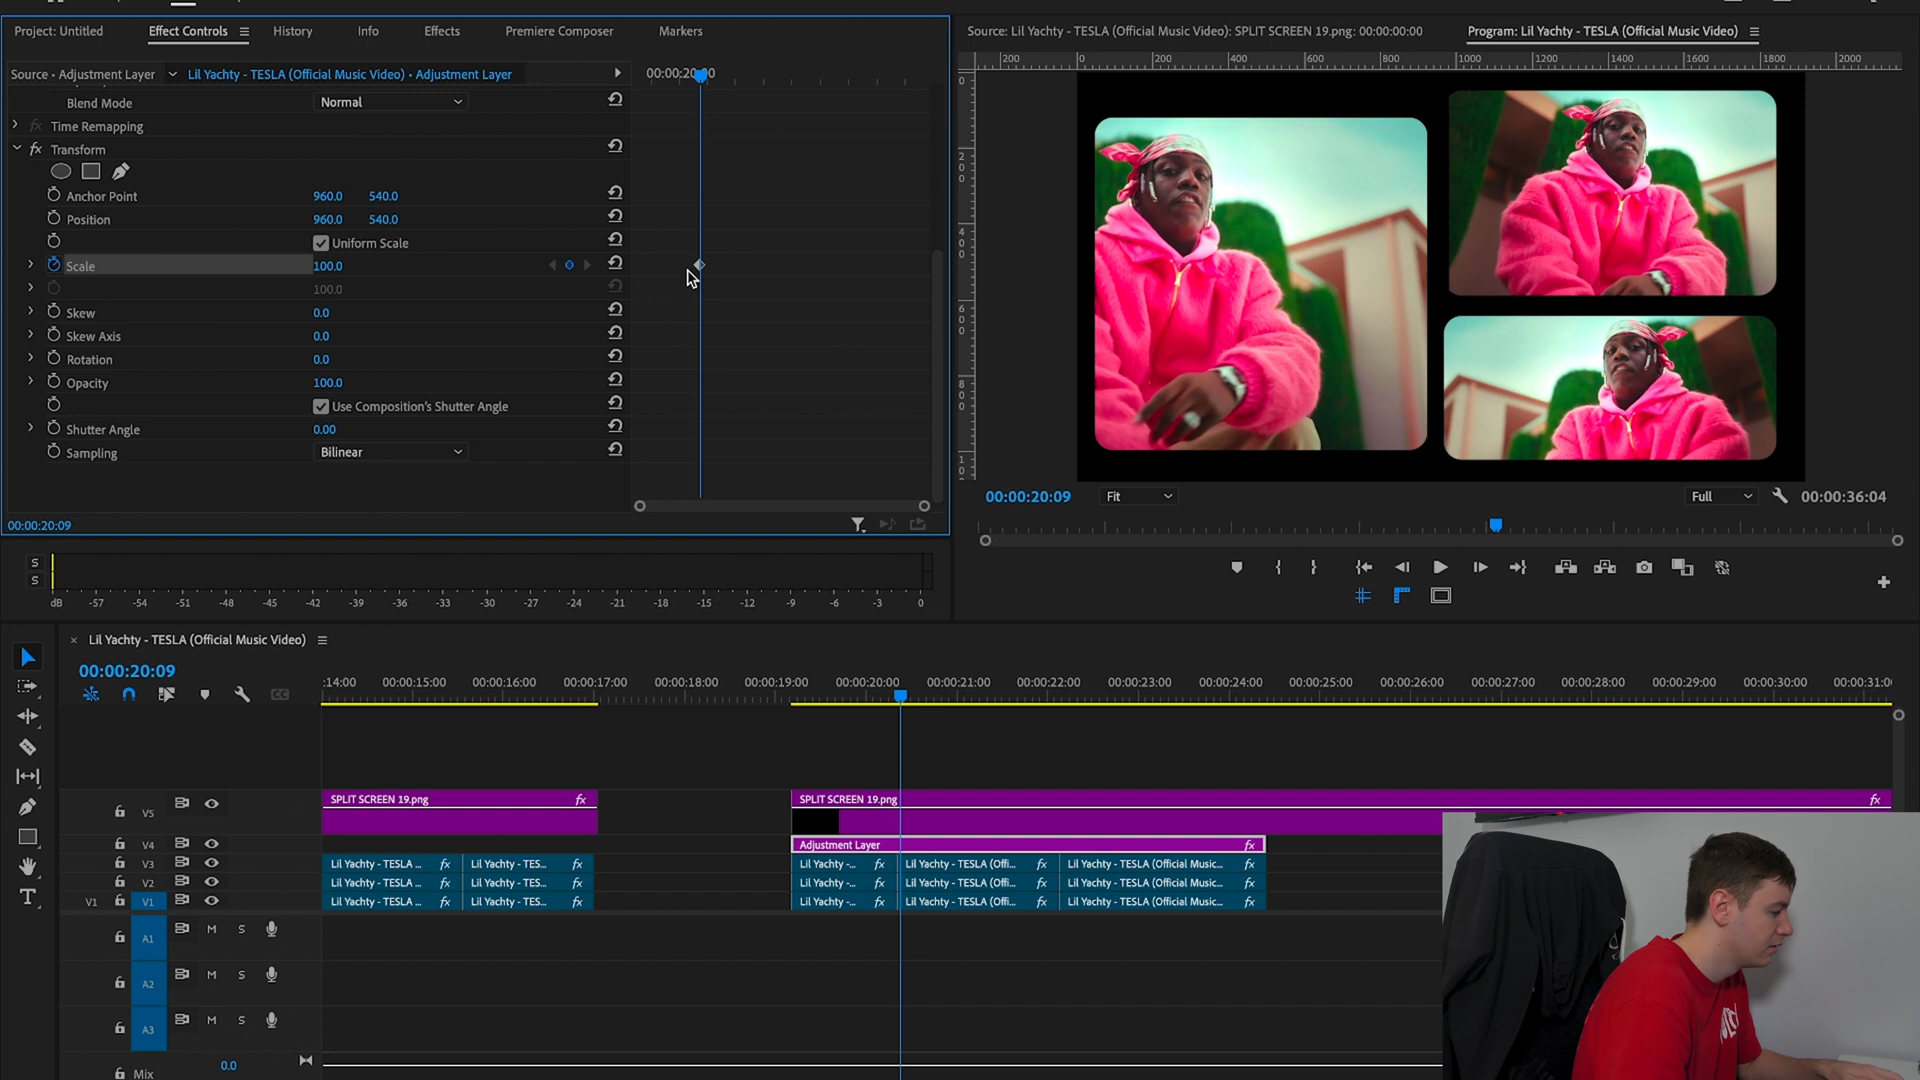 Project: Untitled
Effect Controls
History
Info
Effects
Premiere Composer
Markers
Source • Adjustment Layer
Lil Yachty - TESLA (Official Music Video) • Adjustment Layer
00:00:20:00
Blend Mode
Normal
Time Remapping
fx Transform
Anchor Point 960.0 540.0
Position 960.0 540.0
Uniform Scale
Scale 100.0
100.0
Skew 0.0
Skew Axis 0.0
Rotation 0.0
Opacity 100.0
Use Composition's Shutter Angle
Shutter Angle 0.00
Sampling Bilinear
00:00:20:09
Source: Lil Yachty - TESLA (Official Music Video): SPLIT SCREEN 19.png: 00:00:00:00
Program: Lil Yachty - TESLA (Official Music Video)
200 0 200 400 600 800 1000 1200 1400 1600 1800 2000
00:00:20:09
Fit
Full
00:00:36:04
S
S
dB -57 -54 -51 -48 -45 -42 -39 -36 -33 -30 -27 -24 -21 -18 -15 -12 -9 -6 -3 0
× Lil Yachty - TESLA (Official Music Video)
00:00:20:09
:14:00 00:00:15:00 00:00:16:00 00:00:17:00 00:00:18:00 00:00:19:00 00:00:20:00 00:00:21:00 00:00:22:00 00:00:23:00 00:00:24:00 00:00:25:00 00:00:26:00 00:00:27:00 00:00:28:00 00:00:29:00 00:00:30:00 00:00:31:0
V5
SPLIT SCREEN 19.png fx
SPLIT SCREEN 19.png fx
V4
Adjustment Layer fx
V3
Lil Yachty - TESLA ... fx
Lil Yachty - TES... fx
Lil Yachty -... fx
Lil Yachty - TESLA (Offi... fx
Lil Yachty - TESLA (Official Music... fx
V2
Lil Yachty - TESLA ... fx
Lil Yachty - TES... fx
Lil Yachty -... fx
Lil Yachty - TESLA (Offi... fx
Lil Yachty - TESLA (Official Music... fx
V1 V1
Lil Yachty - TESLA ... fx
Lil Yachty - TES... fx
Lil Yachty -... fx
Lil Yachty - TESLA (Offi... fx
Lil Yachty - TESLA (Official Music... fx
A1 M S
A2 M S
A3 M S
Mix 0.0